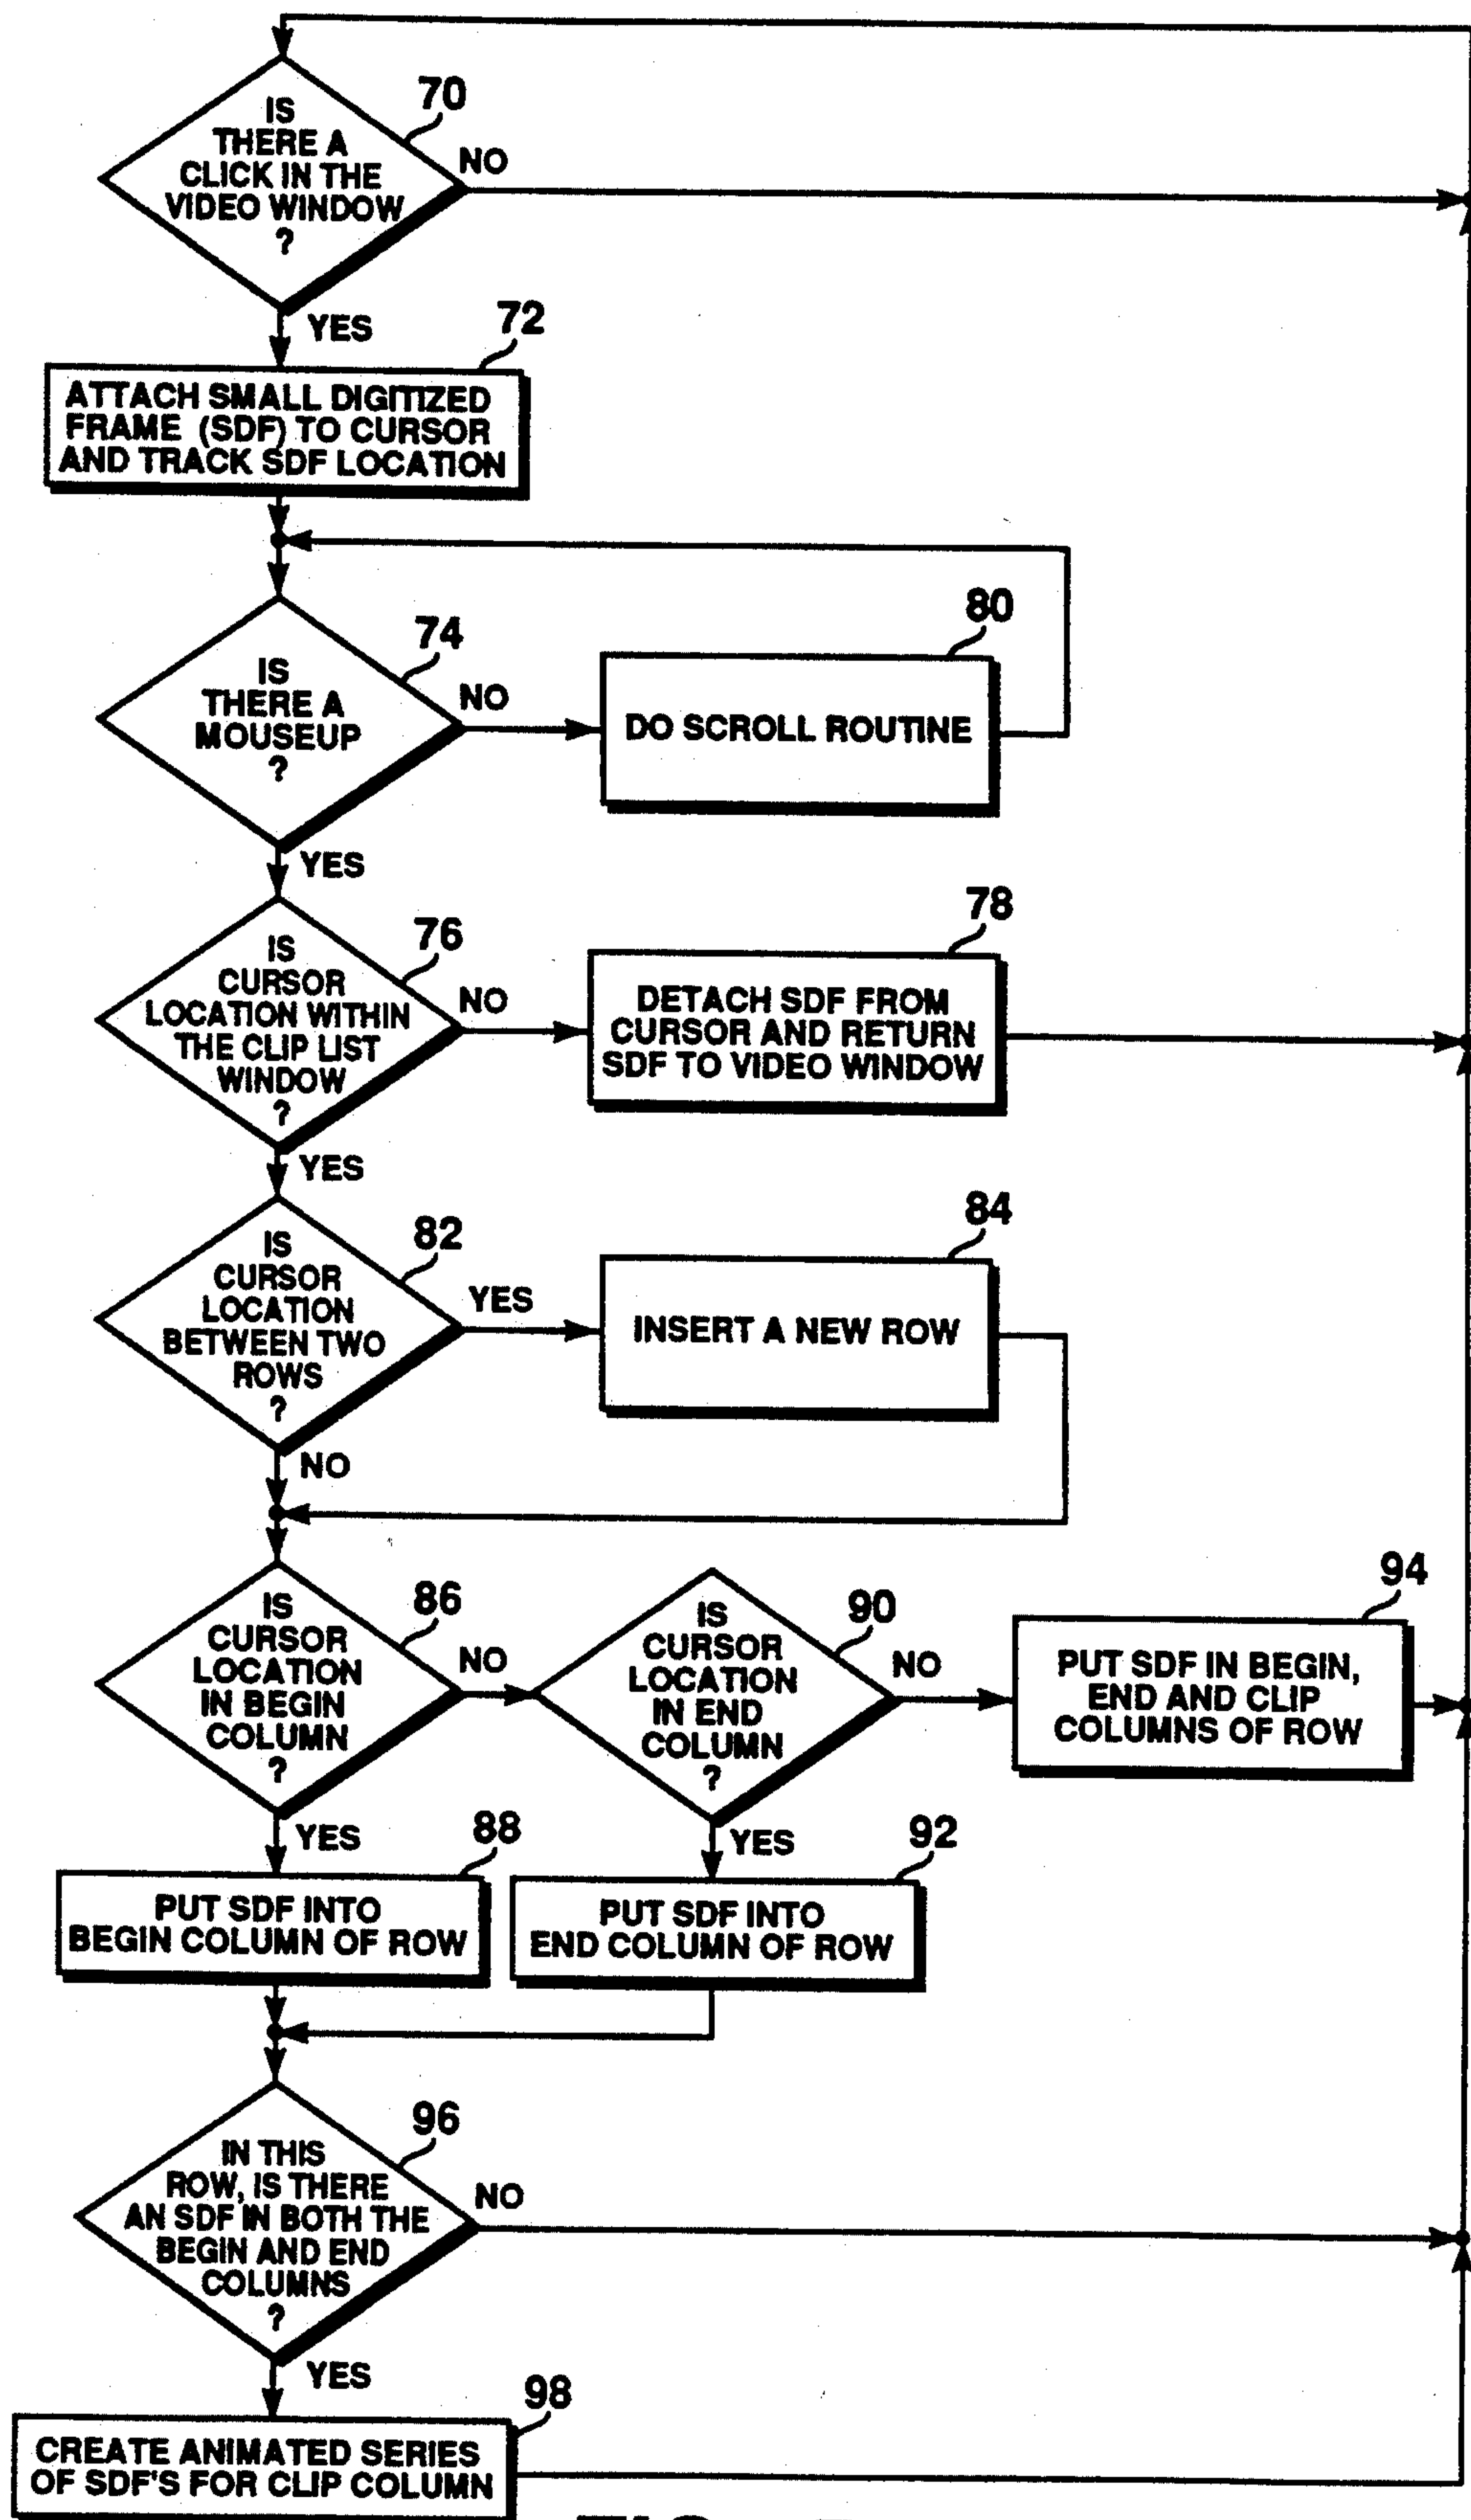 70
IS
THERE A
CLICK IN THE
VIDEO WINDOW
?
NO
YES
72
ATTACH SMALL DIGITIZED
FRAME (SDF) TO CURSOR
AND TRACK SDF LOCATION
74
IS
THERE A
MOUSEUP
?
NO
80
DO SCROLL ROUTINE
YES
76
IS
CURSOR
LOCATION WITHIN
THE CLIP LIST
WINDOW
?
NO
78
DETACH SDF FROM
CURSOR AND RETURN
SDF TO VIDEO WINDOW
YES
82
IS
CURSOR
LOCATION
BETWEEN TWO
ROWS
?
YES
84
INSERT A NEW ROW
NO
86
IS
CURSOR
LOCATION
IN BEGIN
COLUMN
?
NO
90
IS
CURSOR
LOCATION
IN END
COLUMN
?
NO
94
PUT SDF IN BEGIN,
END AND CLIP
COLUMNS OF ROW
YES
88
PUT SDF INTO
BEGIN COLUMN OF ROW
YES
92
PUT SDF INTO
END COLUMN OF ROW
96
IN THIS
ROW, IS THERE
AN SDF IN BOTH THE
BEGIN AND END
COLUMNS
?
NO
YES
98
CREATE ANIMATED SERIES
OF SDF'S FOR CLIP COLUMN